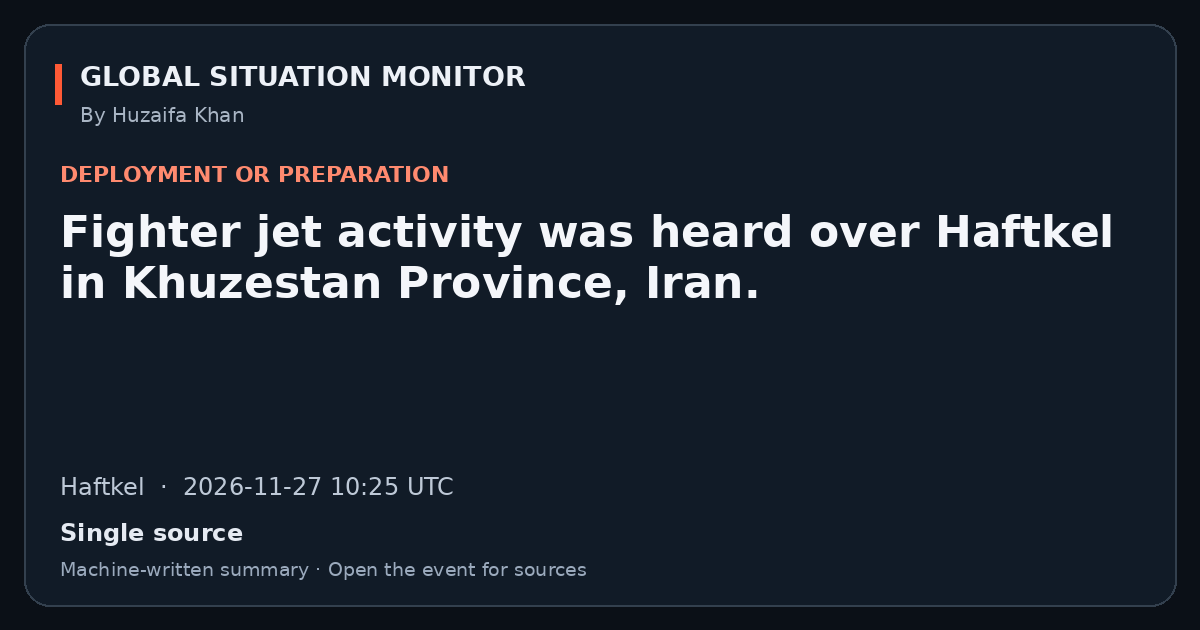 GLOBAL SITUATION MONITOR
By Huzaifa Khan
DEPLOYMENT OR PREPARATION
Fighter jet activity was heard over Haftkel
in Khuzestan Province, Iran.
Haftkel · 2026-11-27 10:25 UTC
Single source
Machine-written summary · Open the event for sources